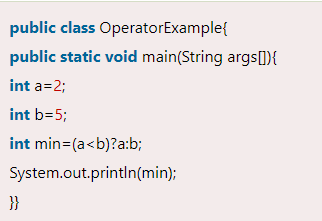 public class OperatorExample{
public static void main(String args[]){
int a=2;
int b=5;
int min=(a<b)?a:b;
System.out.println(min);
}}